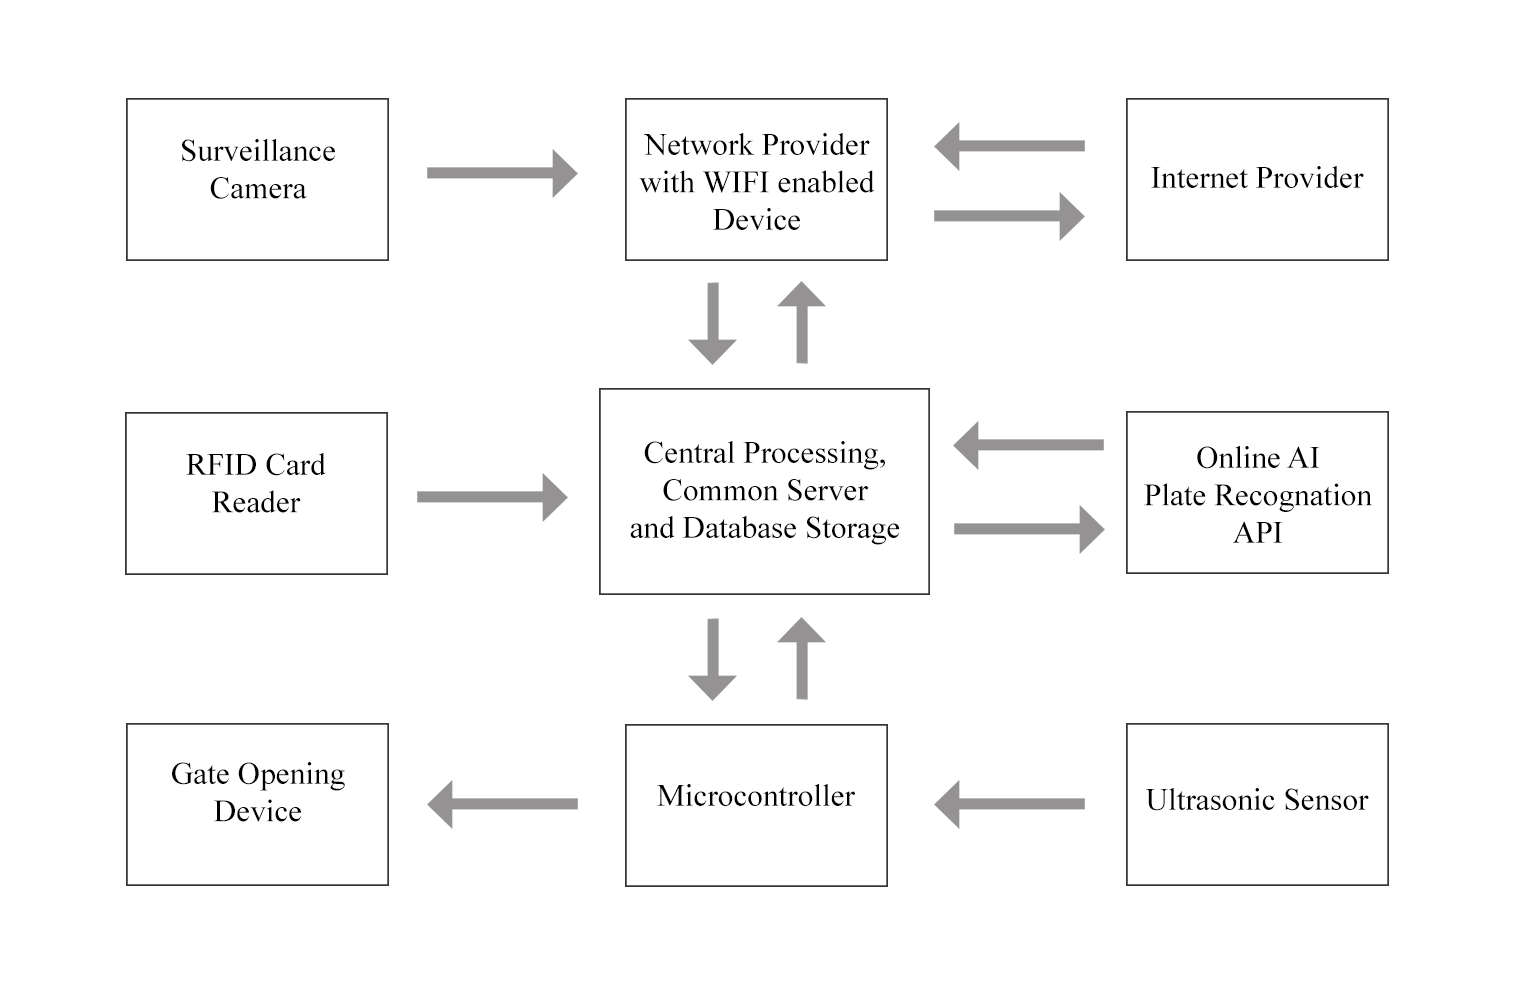 Surveillance
Camera
Network Provider
with WIFI enabled
Device
Internet Provider
RFID Card
Reader
Central Processing,
Common Server
and Database Storage
Online AI
Plate Recognation
API
Gate Opening
Device
Microcontroller
Ultrasonic Sensor